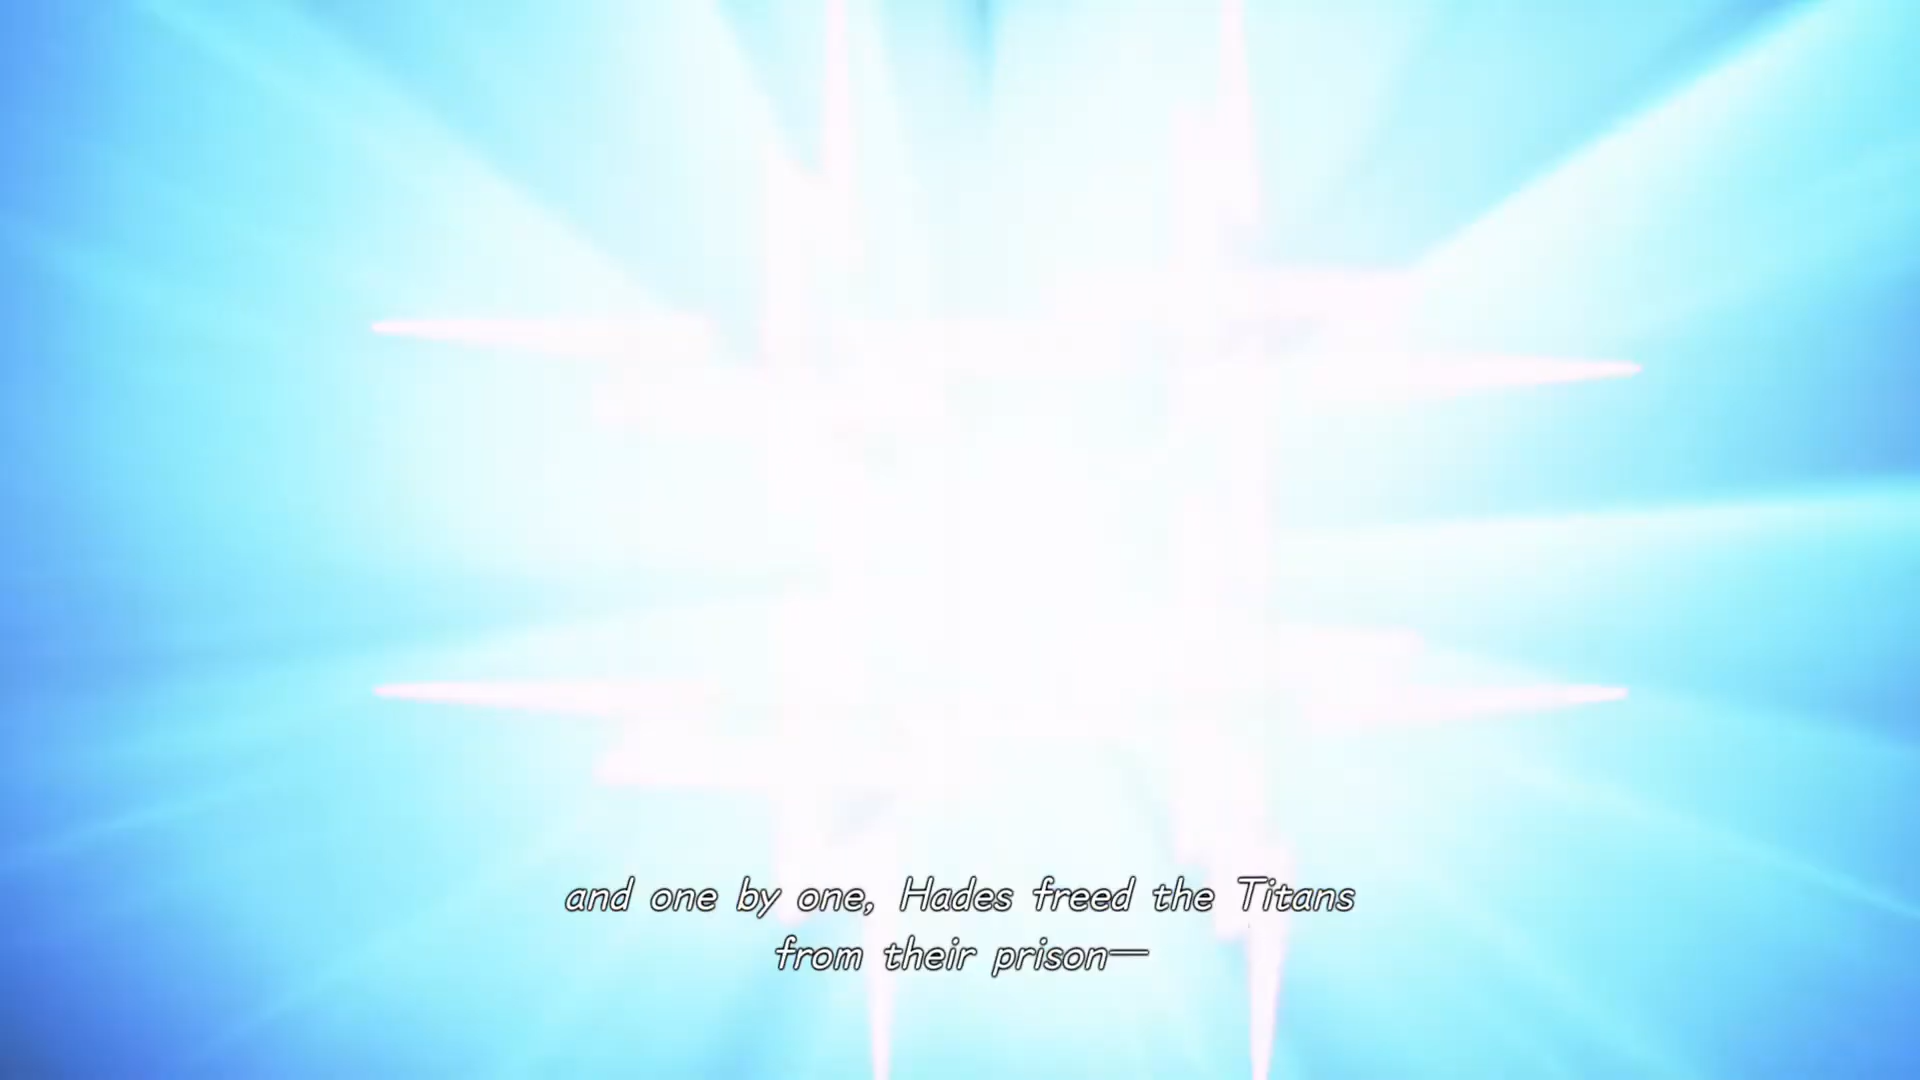 and one by one, Hades freed the Titans
from their prison—